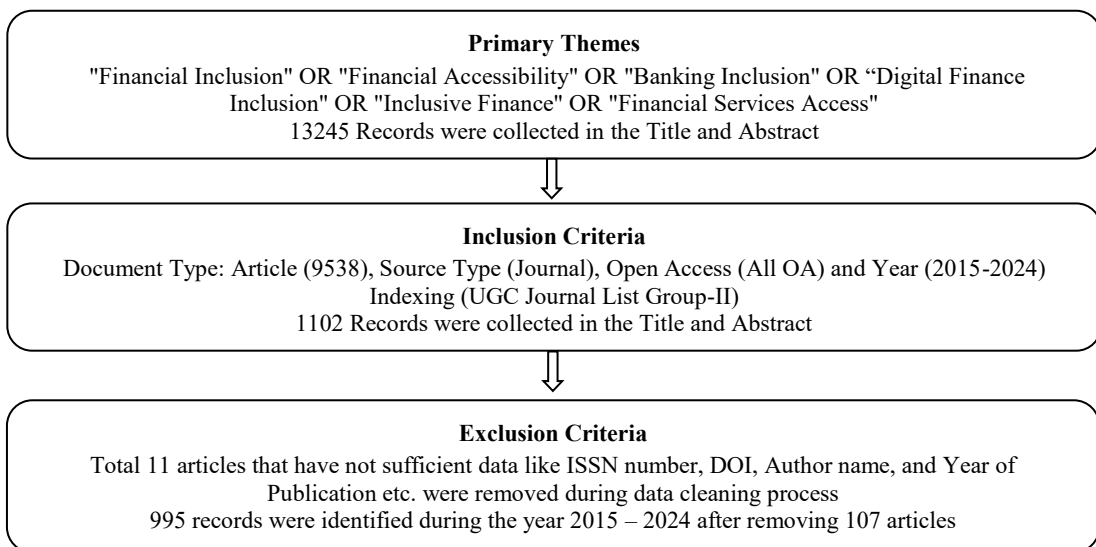 Primary Themes
"Financial Inclusion" OR "Financial Accessibility" OR "Banking Inclusion" OR “Digital Finance
Inclusion" OR "Inclusive Finance" OR "Financial Services Access"
13245 Records were collected in the Title and Abstract
Inclusion Criteria
Document Type: Article (9538), Source Type (Journal), Open Access (All OA) and Year (2015-2024)
Indexing (UGC Journal List Group-II)
1102 Records were collected in the Title and Abstract
Exclusion Criteria
Total 11 articles that have not sufficient data like ISSN number, DOI, Author name, and Year of
Publication etc. were removed during data cleaning process
995 records were identified during the year 2015 – 2024 after removing 107 articles